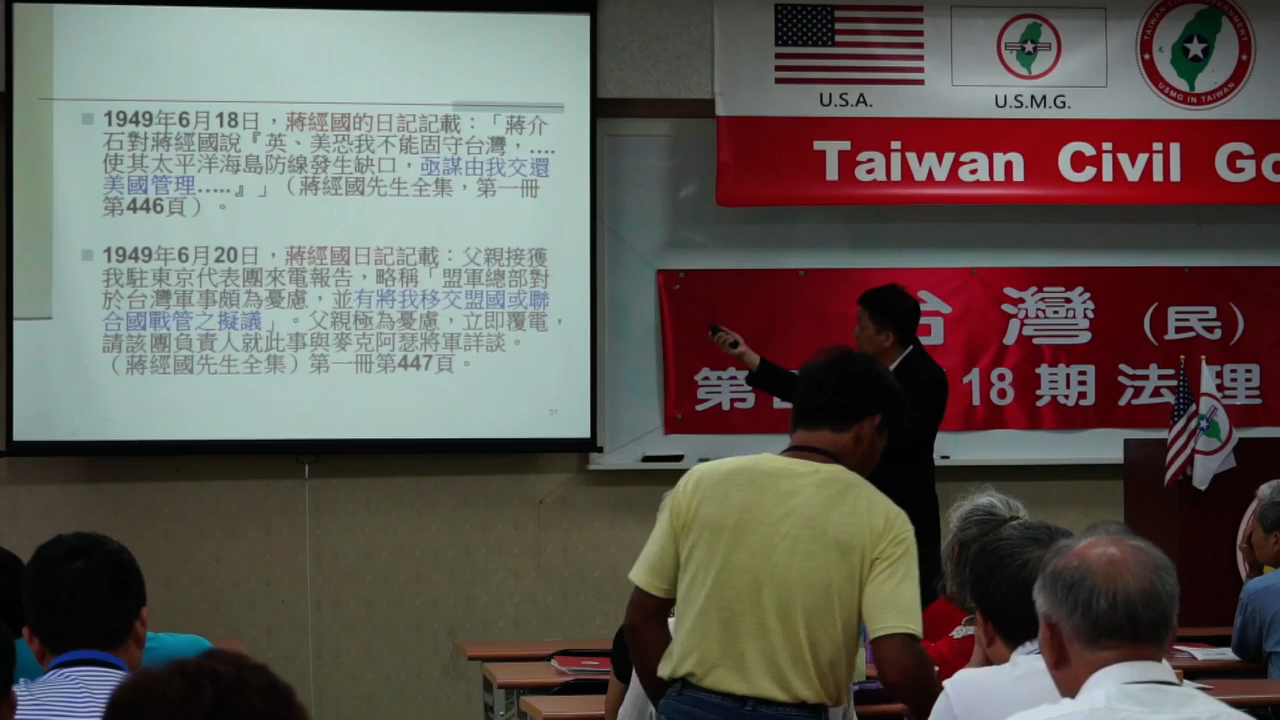 1949年6月18日，蔣經國的日記記載：「蔣介
石對蔣經國說『英、美恐我不能固守台灣，....
使其太平洋海島防線發生缺口，亟謀由我交還
美國管理.....』」（蔣經國先生全集，第一冊
第446頁）。
1949年6月20日，蔣經國日記記載：父親接獲
我駐東京代表團來電報告，略稱「盟軍總部對
於台灣軍事頗為憂慮，並有將我移交盟國或聯
合國戰管之擬議」。父親極為憂慮，立即覆電，
請該團負責人就此事與麥克阿瑟將軍詳談。
（蔣經國先生全集）第一冊第447頁。
51
U.S.A.
U.S.M.G.
USMG IN TAIWAN
Taiwan Civil Go
台灣（民）
第 18期法理